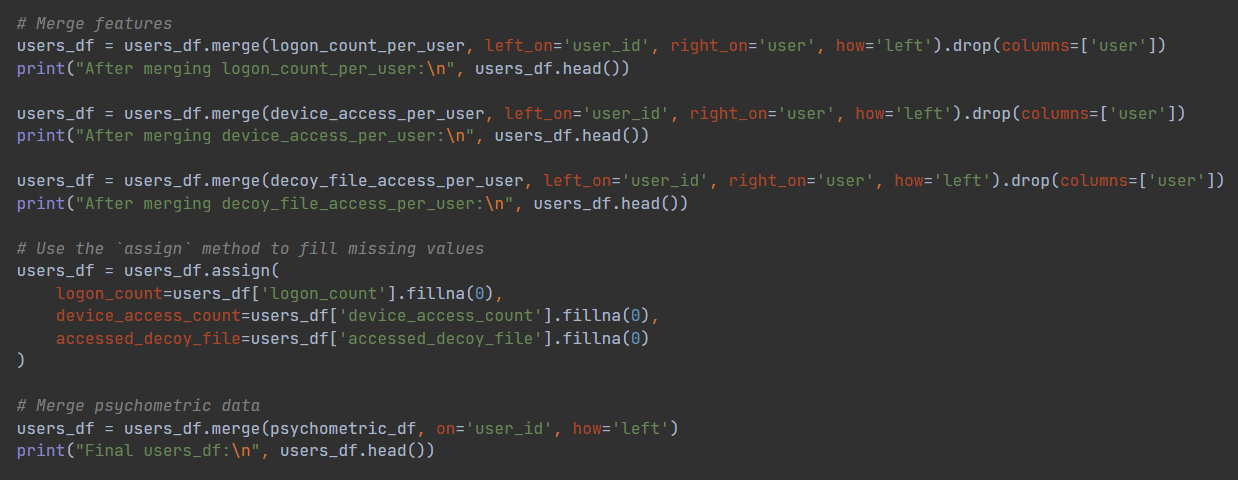 # Merge features
users_df = users_df.merge(logon_count_per_user, left_on='user_id', right_on='user', how='left').drop(columns=['user'])
print("After merging logon_count_per_user:\n", users_df.head())

users_df = users_df.merge(device_access_per_user, left_on='user_id', right_on='user', how='left').drop(columns=['user'])
print("After merging device_access_per_user:\n", users_df.head())

users_df = users_df.merge(decoy_file_access_per_user, left_on='user_id', right_on='user', how='left').drop(columns=['user'])
print("After merging decoy_file_access_per_user:\n", users_df.head())

# Use the `assign` method to fill missing values
users_df = users_df.assign(
    logon_count=users_df['logon_count'].fillna(0),
    device_access_count=users_df['device_access_count'].fillna(0),
    accessed_decoy_file=users_df['accessed_decoy_file'].fillna(0)
)

# Merge psychometric data
users_df = users_df.merge(psychometric_df, on='user_id', how='left')
print("Final users_df:\n", users_df.head())